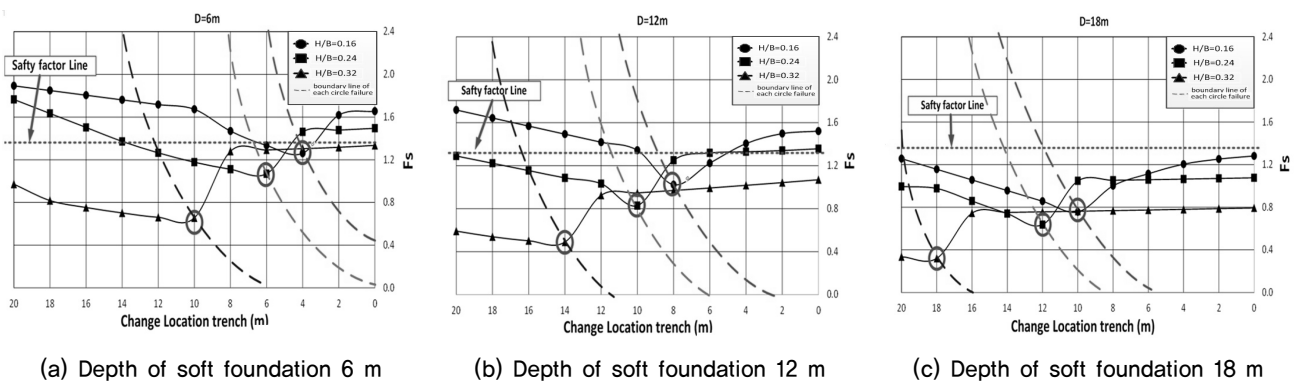 D=6m
Safty factor Line
H/B=0.16
H/B=0.24
H/B=0.32
boundary line of
each circle failure
2.4
2.0
1.6
1.2
0.8
0.4
0.0
Fs
20 18 16 14 12 10 8 6 4 2 0
Change Location trench (m)
(a) Depth of soft foundation 6 m
D=12m
Safty factor Line
H/B=0.16
H/B=0.24
H/B=0.32
boundary line of
each circle failure
2.4
2.0
1.6
1.2
0.8
0.4
0.0
Fs
20 18 16 14 12 10 8 6 4 2 0
Change Location trench (m)
(b) Depth of soft foundation 12 m
D=18m
Safty factor Line
H/B=0.16
H/B=0.24
H/B=0.32
boundary line of
each circle failure
2.4
2.0
1.6
1.2
0.8
0.4
0.0
Fs
20 18 16 14 12 10 8 6 4 2 0
Change Location trench (m)
(c) Depth of soft foundation 18 m